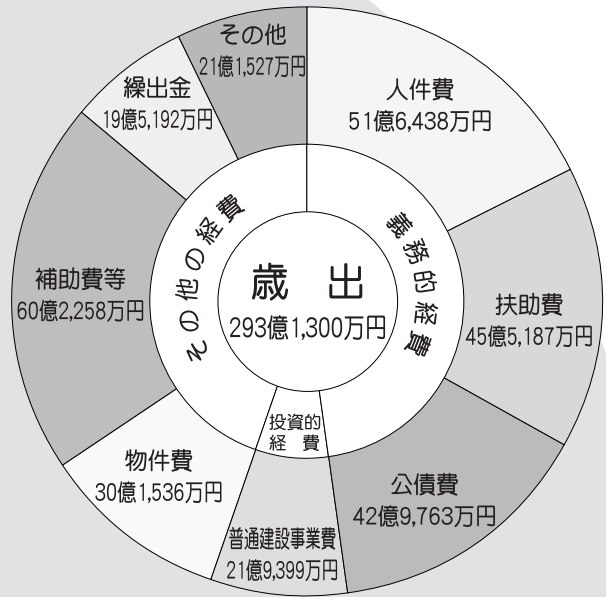 歳 出
293億1,300万円
義務的経費
人件費
51億6,438万円
扶助費
45億5,187万円
公債費
42億9,763万円
投資的
経 費
普通建設事業費
21億9,399万円
その他の経費
物件費
30億1,536万円
補助費等
60億2,258万円
繰出金
19億5,192万円
その他
21億1,527万円